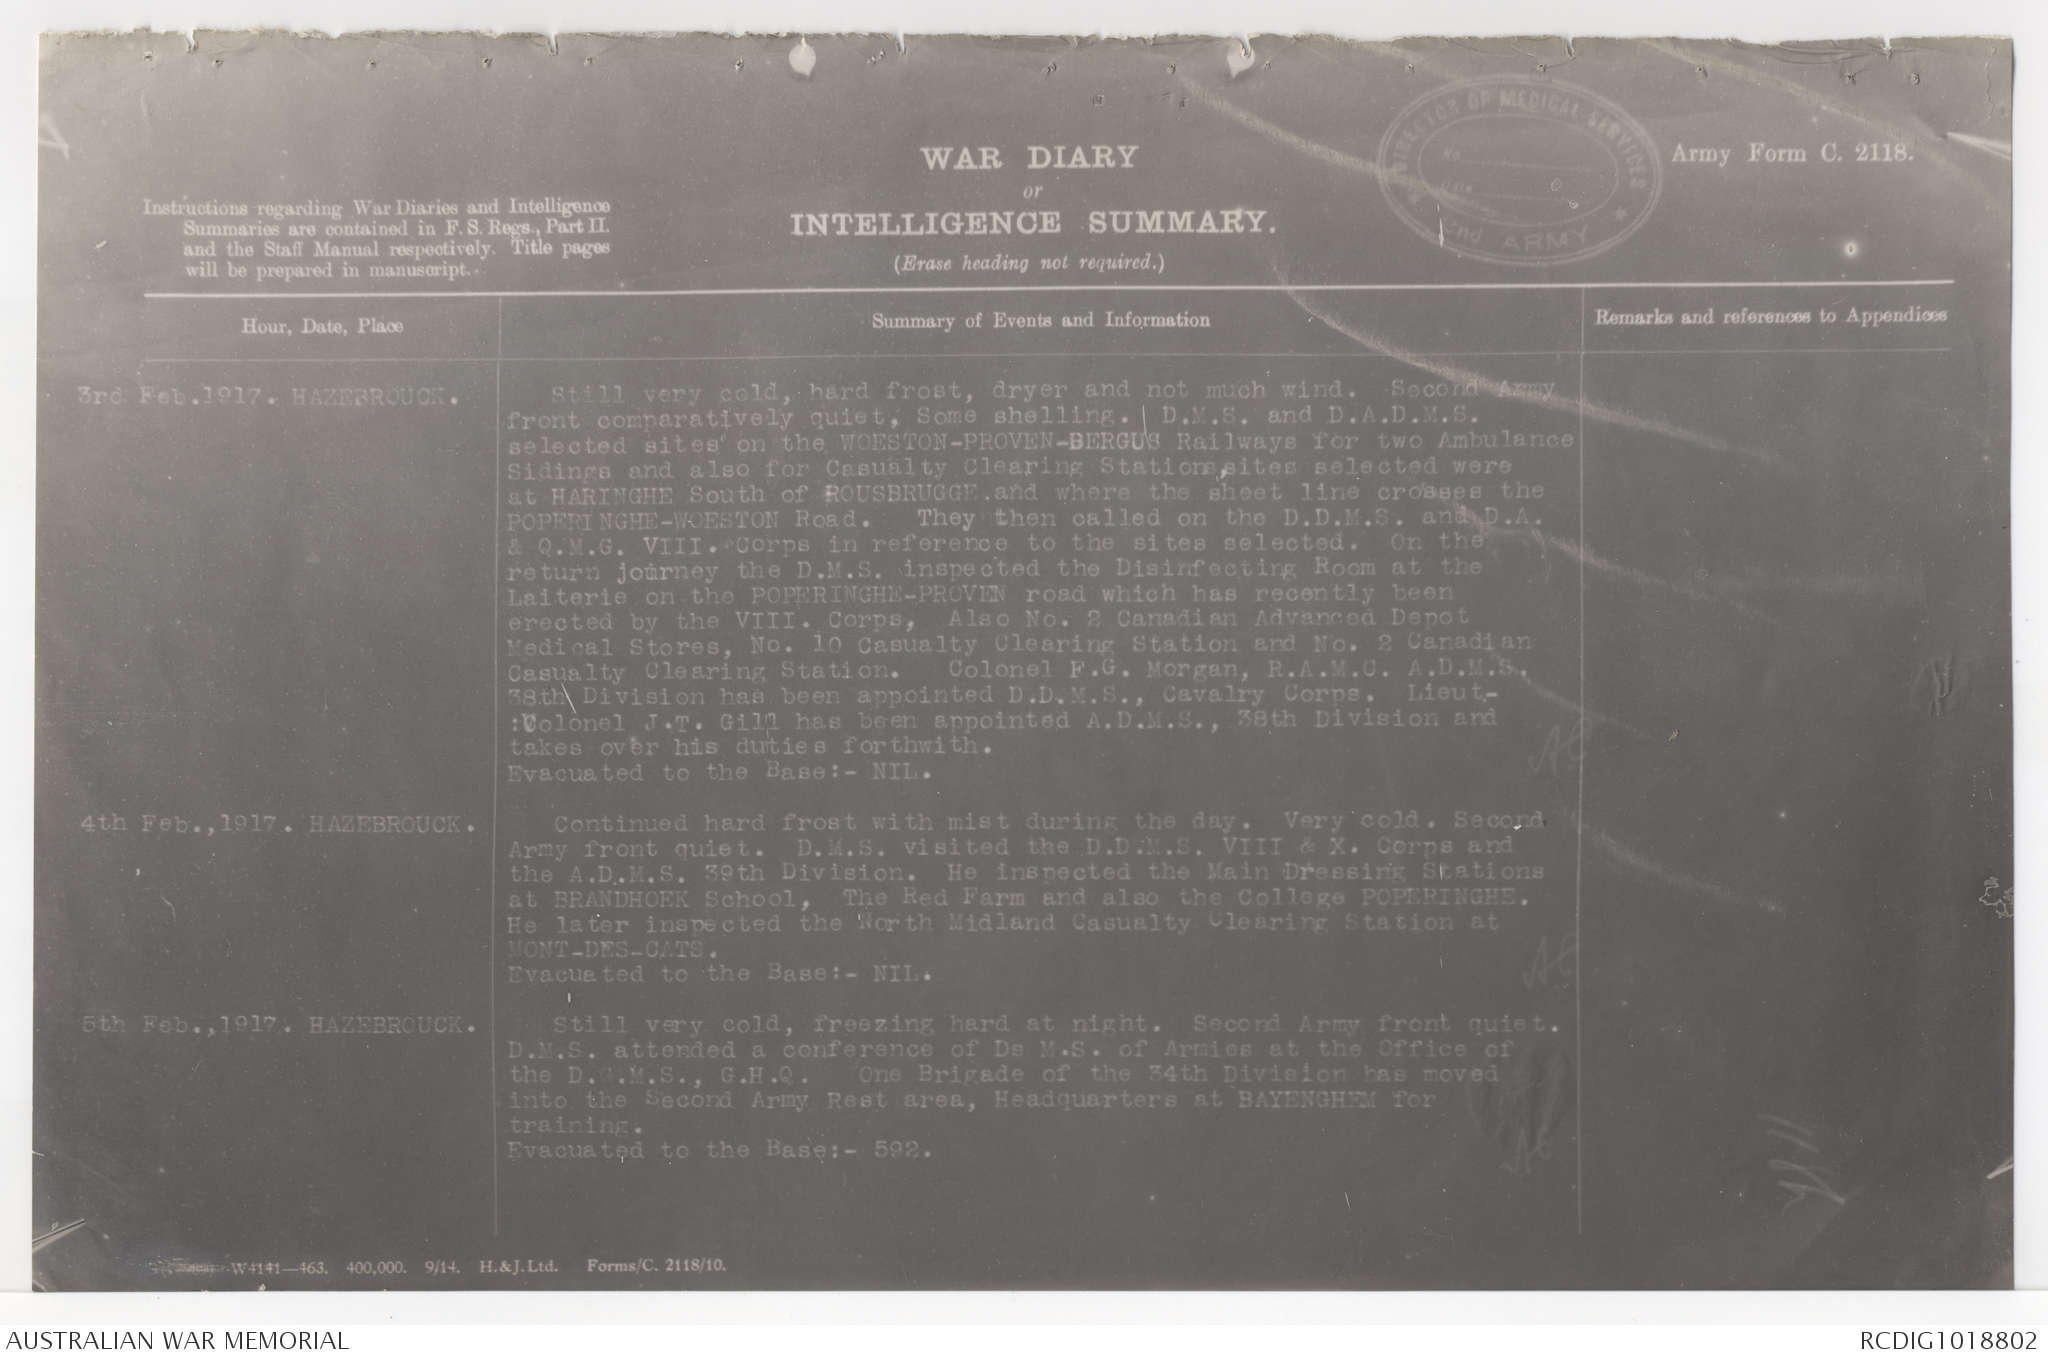 DIRECTOR OF MEDICAL SERVICES
No.
Date
2nd ARMY
Army Form C. 2118.
WAR DIARY
or
INTELLIGENCE SUMMARY.
(Erase heading not required.)
Instructions regarding War Diaries and Intelligence
Summaries are contained in F. S. Regs., Part II.
and the Staff Manual respectively. Title pages
will be prepared in manuscript.
Hour, Date, Place
Summary of Events and Information
Remarks and references to Appendices
3rd Feb.1917. HAZEBROUCK.
Still very cold, hard frost, dryer and not much wind. Second Army
front comparatively quiet, Some shelling. D.M.S. and D.A.D.M.S.
selected sites on the WOESTON-PROVEN-BERGUS Railways for two Ambulance
Sidings and also for Casualty Clearing Stations,sites selected were
at HARINGHE South of ROUSBRUGGE and where the sheet line crosses the
POPERINGHE-WOESTON Road. They then called on the D.D.M.S. and D.A.
& Q.M.G. VIII. Corps in reference to the sites selected. On the
return journey the D.M.S. inspected the Disinfecting Room at the
Laiterie on the POPERINGHE-PROVEN road which has recently been
erected by the VIII. Corps, Also No. 2 Canadian Advanced Depot
Medical Stores, No. 10 Casualty Clearing Station and No. 2 Canadian
Casualty Clearing Station. Colonel F.G. Morgan, R.A.M.C. A.D.M.S.,
38th Division has been appointed D.D.M.S., Cavalry Corps. Lieut-
:Colonel J.T. Gill has been appointed A.D.M.S., 38th Division and
takes over his duties forthwith.
Evacuated to the Base:- NIL.
4th Feb.,1917. HAZEBROUCK.
Continued hard frost with mist during the day. Very cold. Second
Army front quiet. D.M.S. visited the D.D.M.S. VIII & X. Corps and
the A.D.M.S. 39th Division. He inspected the Main Dressing Stations
at BRANDHOEK School, The Red Farm and also the College POPERINGHE.
He later inspected the North Midland Casualty Clearing Station at
MONT-DES-CATS.
Evacuated to the Base:- NIL.
5th Feb.,1917. HAZEBROUCK.
Still very cold, freezing hard at night. Second Army front quiet.
D.M.S. attended a conference of Ds M.S. of Armies at the Office of
the D.G.M.S., G.H.Q. One Brigade of the 34th Division has moved
into the Second Army Rest area, Headquarters at BAYENGHEM for
training.
Evacuated to the Base:- 592.
W4141—463. 400,000. 9/14. H.&J.Ltd. Forms/C. 2118/10.
AUSTRALIAN WAR MEMORIAL
RCDIG1018802